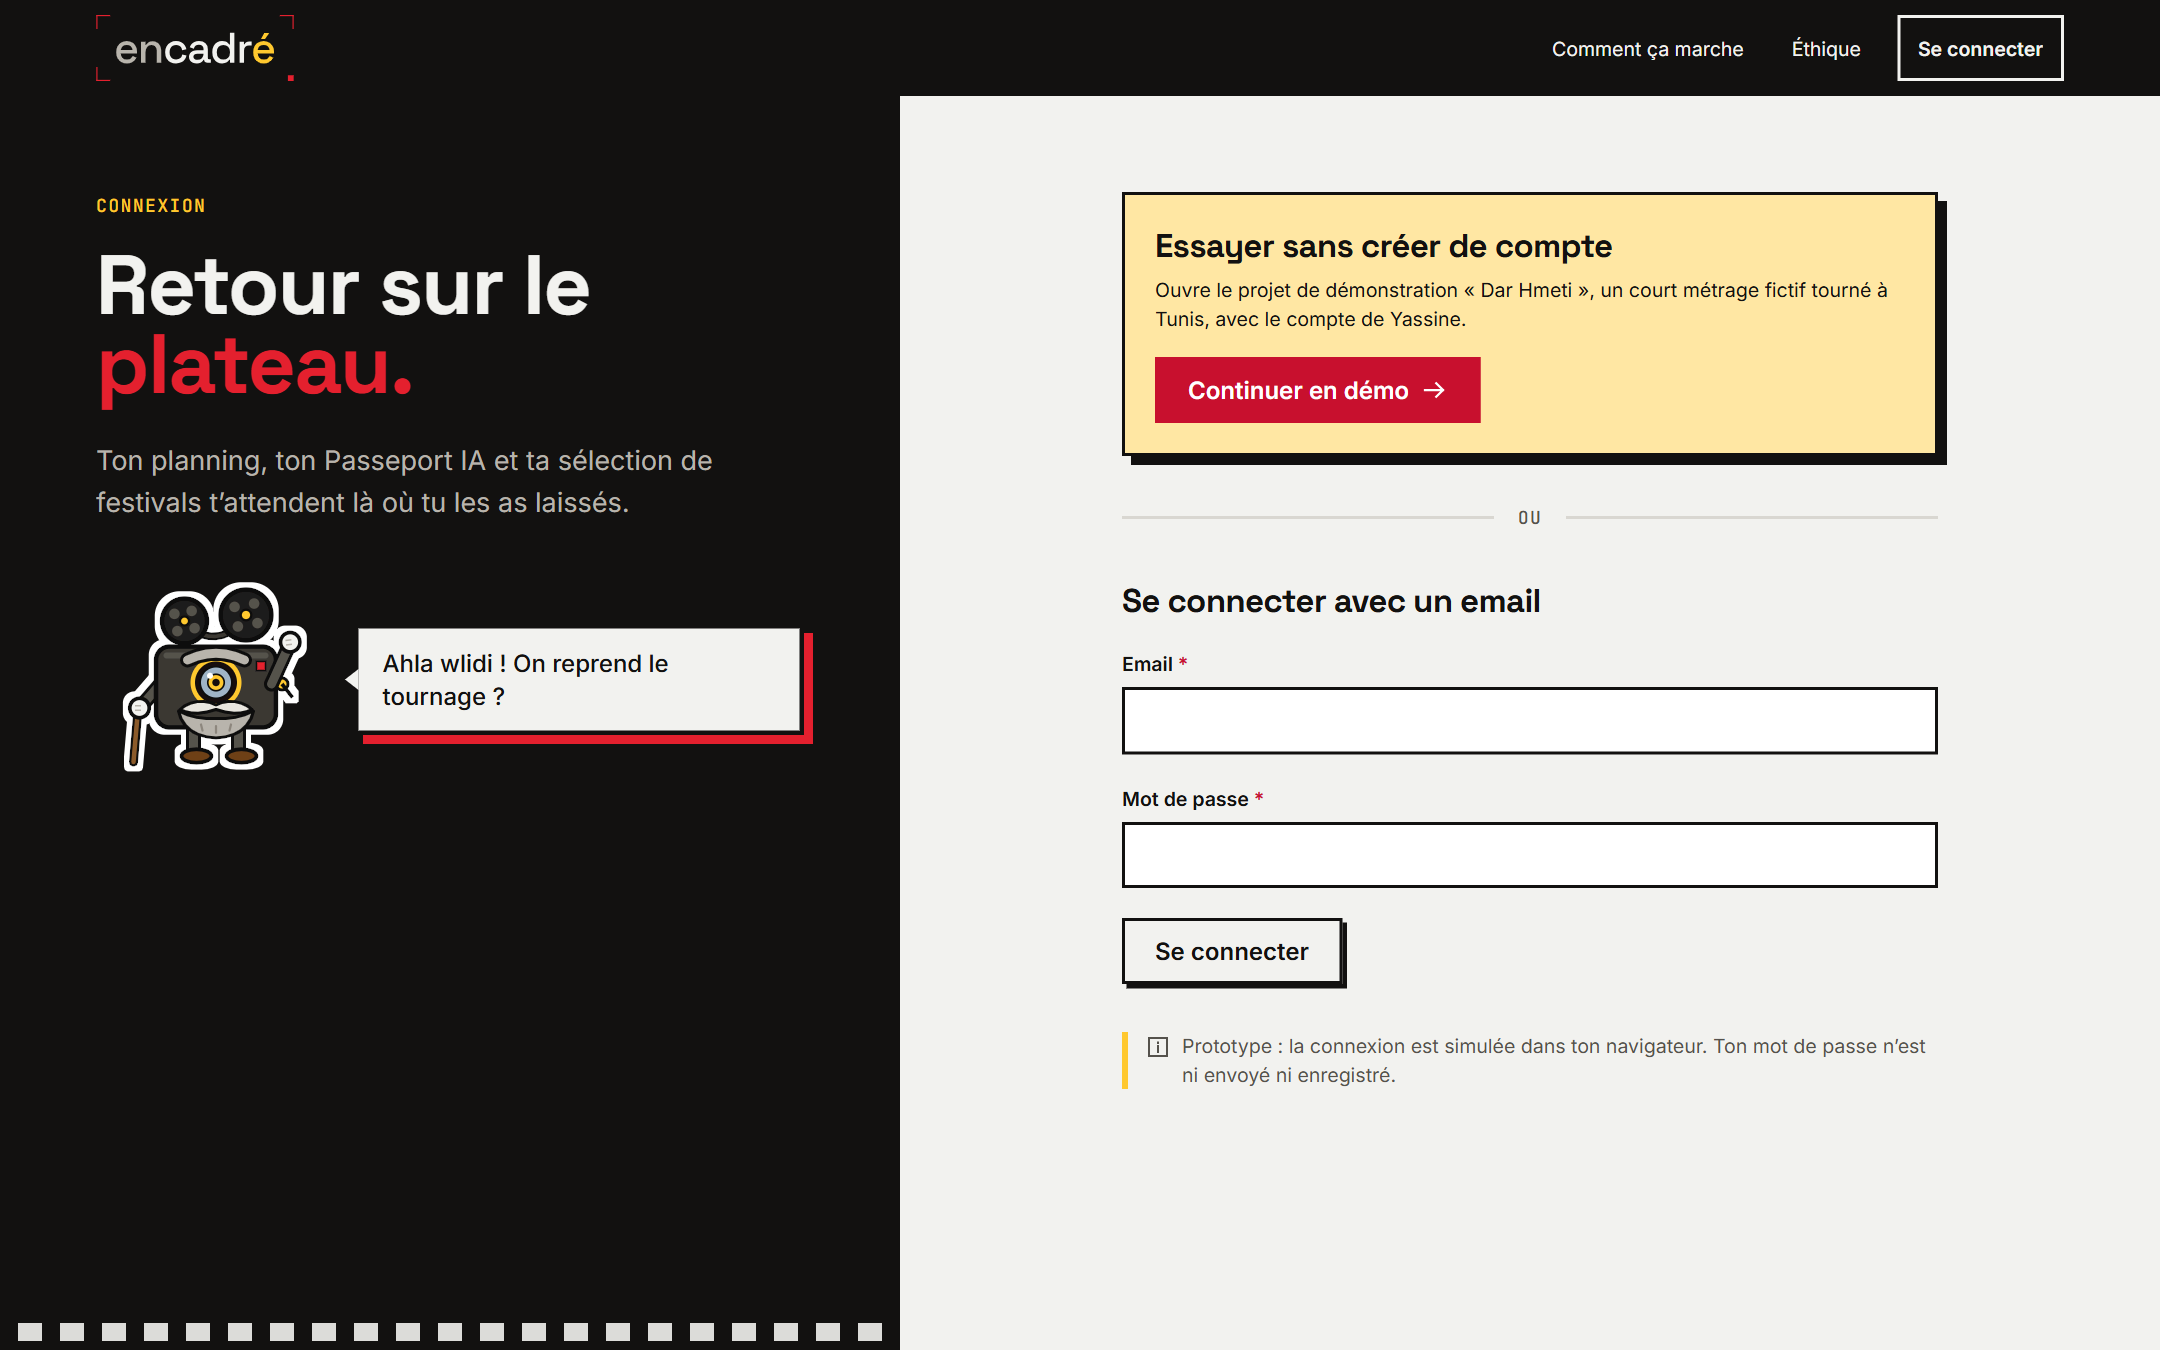 encadré
Comment ça marche
Éthique
Se connecter
CONNEXION
Retour sur le
plateau.
Ton planning, ton Passeport IA et ta sélection de
festivals t’attendent là où tu les as laissés.
Ahla wlidi ! On reprend le
tournage ?
Essayer sans créer de compte
Ouvre le projet de démonstration « Dar Hmeti », un court métrage fictif tourné à
Tunis, avec le compte de Yassine.
Continuer en démo →
OU
Se connecter avec un email
Email *
Mot de passe *
Se connecter
Prototype : la connexion est simulée dans ton navigateur. Ton mot de passe n’est
ni envoyé ni enregistré.